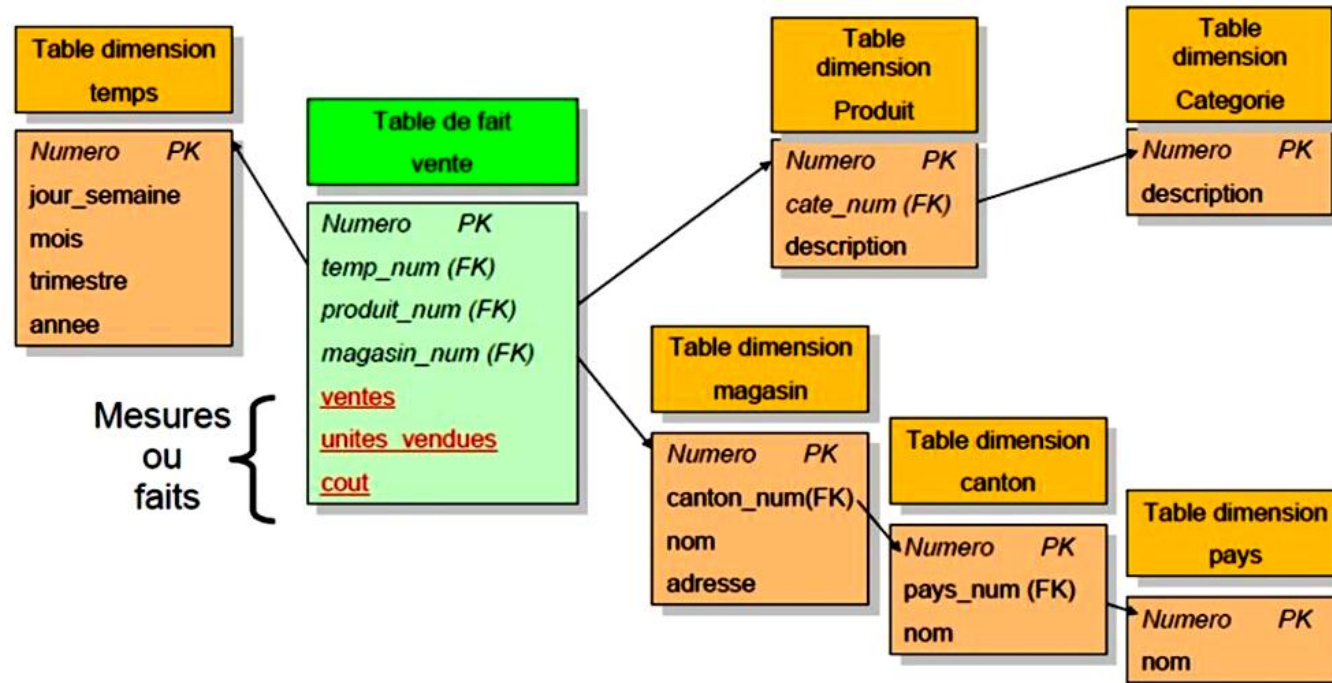 Table dimension
temps
Numero PK
jour_semaine
mois
trimestre
annee
Table de fait
vente
Numero PK
temp_num (FK)
produit_num (FK)
magasin_num (FK)
ventes
unites_vendues
cout
Mesures
ou
faits
Table
dimension
Produit
Numero PK
cate_num (FK)
description
Table
dimension
Categorie
Numero PK
description
Table dimension
magasin
Numero PK
canton_num(FK)
nom
adresse
Table dimension
canton
Numero PK
pays_num (FK)
nom
Table dimension
pays
Numero PK
nom